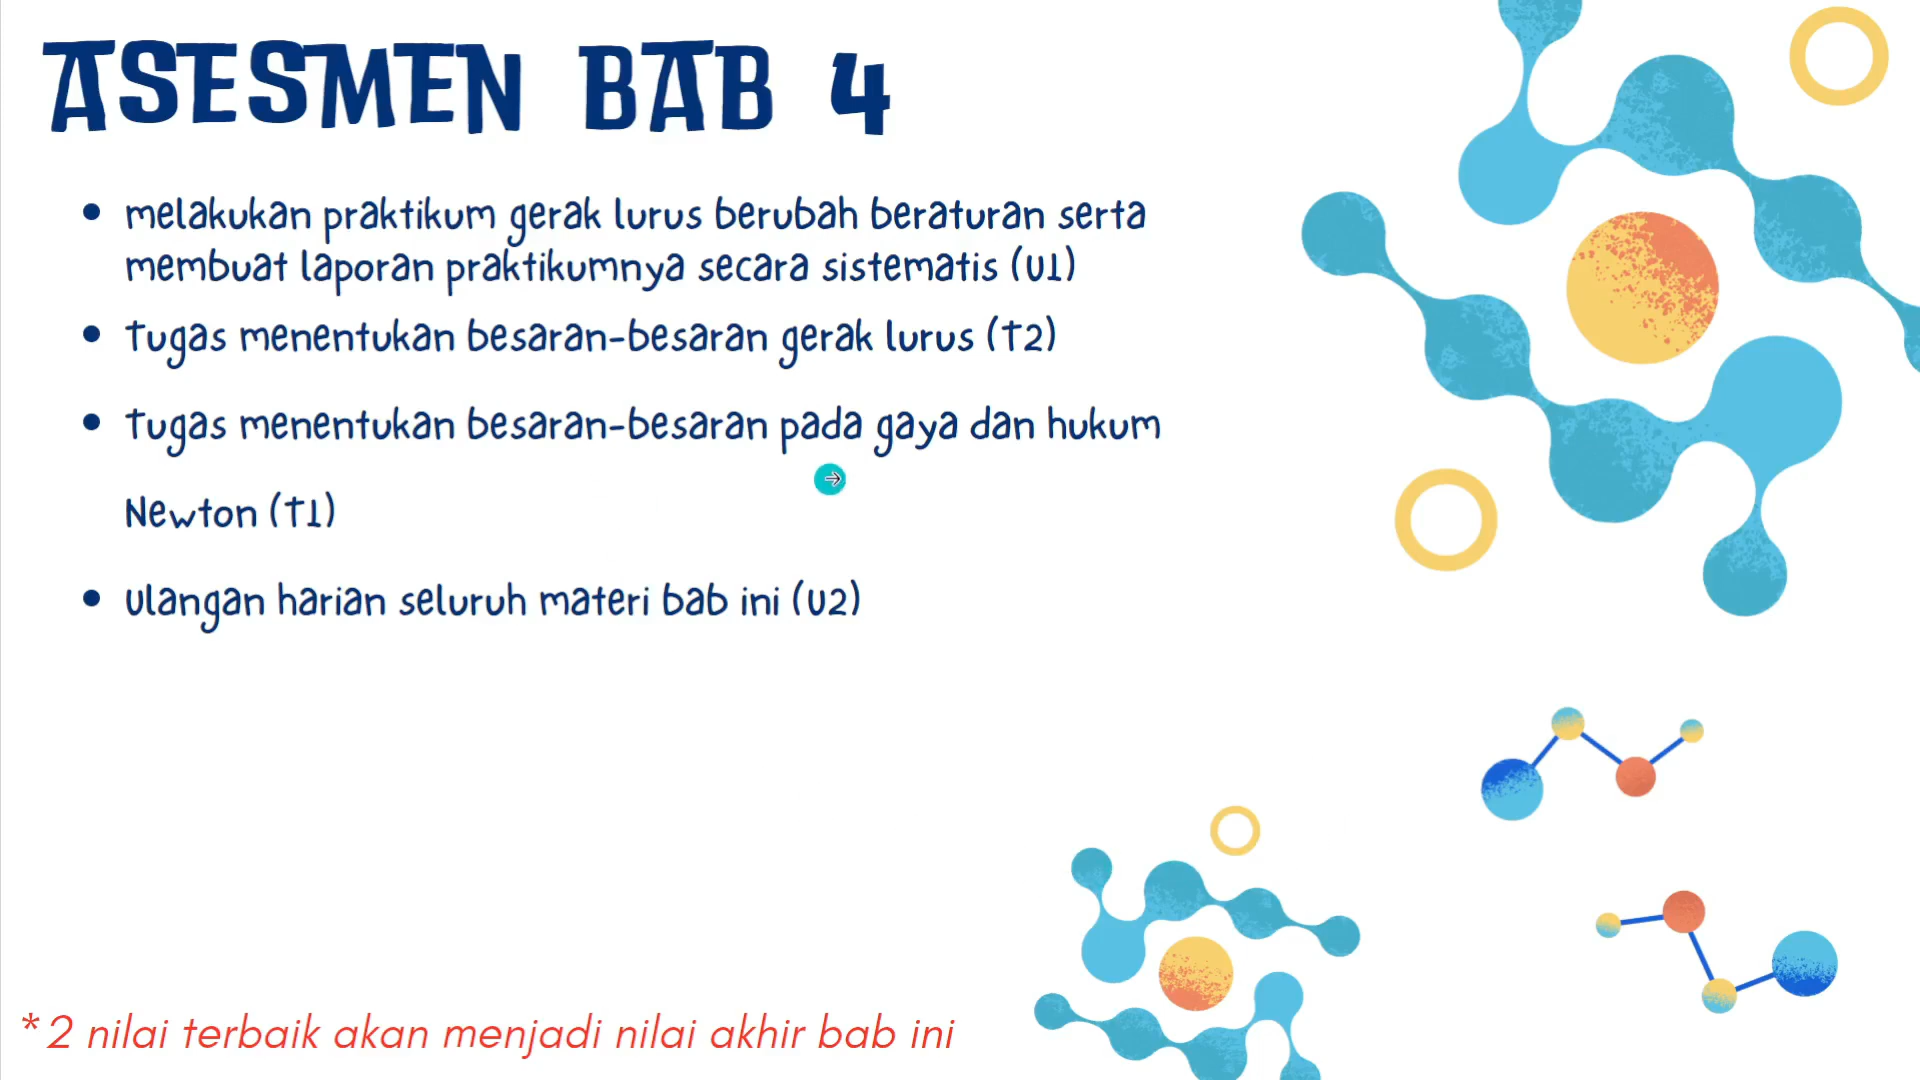 ASESMEN BAB 4
• melakukan praktikum gerak lurus berubah beraturan serta
membuat laporan praktikumnya secara sistematis (U1)
• Tugas menentukan besaran-besaran gerak lurus (T2)
• Tugas menentukan besaran-besaran pada gaya dan hukum
Newton (T1)
• Ulangan harian seluruh materi bab ini (U2)
*2 nilai terbaik akan menjadi nilai akhir bab ini